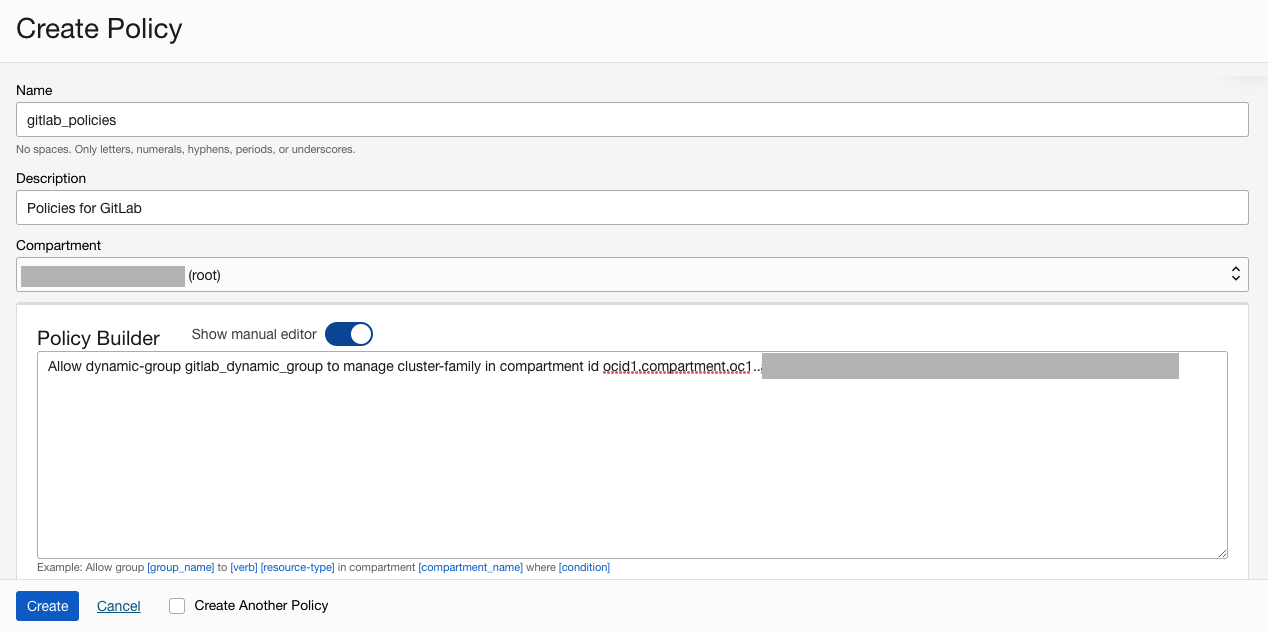 Create Policy
Name
gitlab_policies
No spaces. Only letters, numerals, hyphens, periods, or underscores.
Description
Policies for GitLab
Compartment
(root)
Policy Builder Show manual editor
Allow dynamic-group gitlab_dynamic_group to manage cluster-family in compartment id ocid1.compartment.oc1..
Example: Allow group [group_name] to [verb] [resource-type] in compartment [compartment_name] where [condition]
Create Cancel Create Another Policy